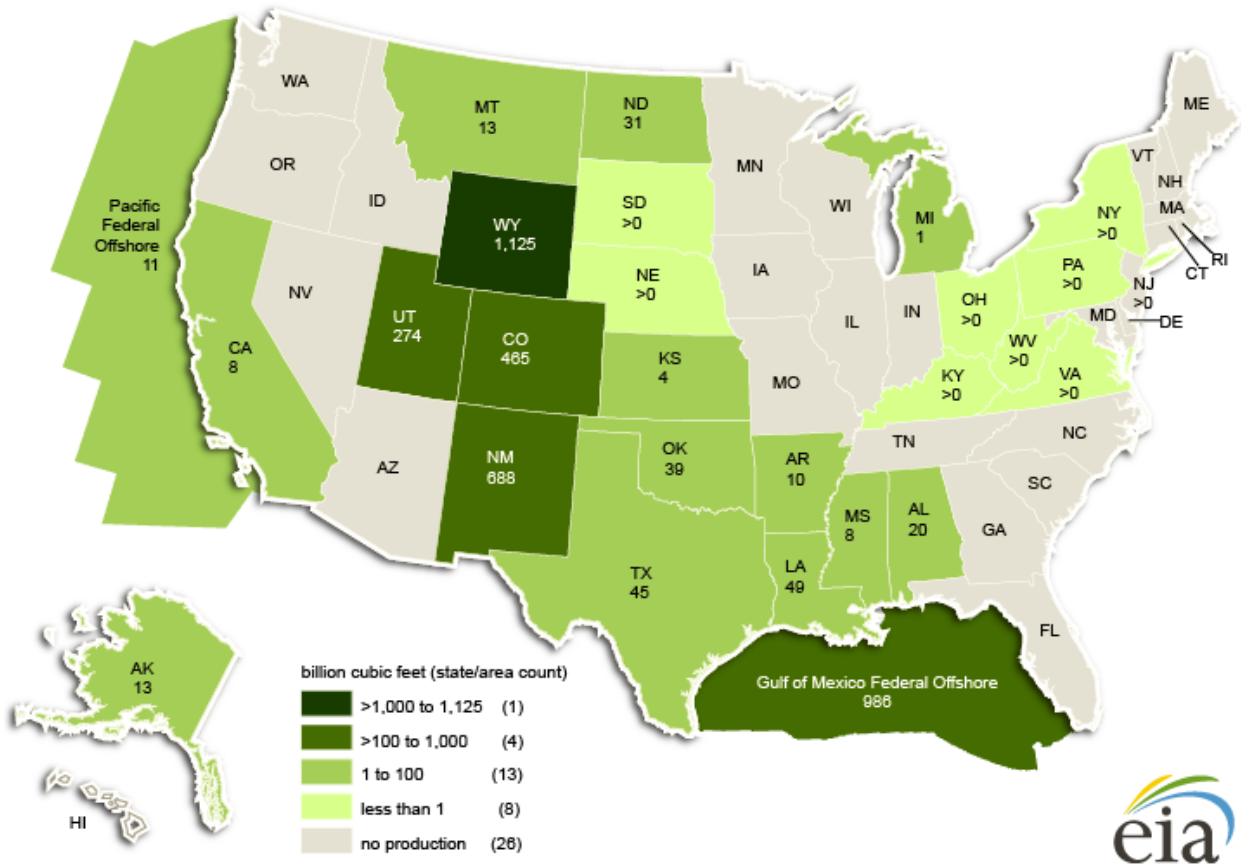 WA
MT
13
ND
31
ME
OR
ID
MN
VT
NH
MA
RI
CT
Pacific
Federal
Offshore
11
WY
1,125
SD
>0
WI
MI
1
NY
>0
NV
UT
274
CO
465
NE
>0
IA
IL
IN
OH
>0
PA
>0
NJ
>0
MD
DE
CA
8
KS
4
MO
KY
>0
WV
>0
VA
>0
AZ
NM
688
OK
39
AR
10
TN
NC
SC
MS
8
AL
20
GA
TX
45
LA
49
FL
Gulf of Mexico Federal Offshore
986
AK
13
HI
billion cubic feet (state/area count)
>1,000 to 1,125 (1)
>100 to 1,000 (4)
1 to 100 (13)
less than 1 (8)
no production (26)
eia